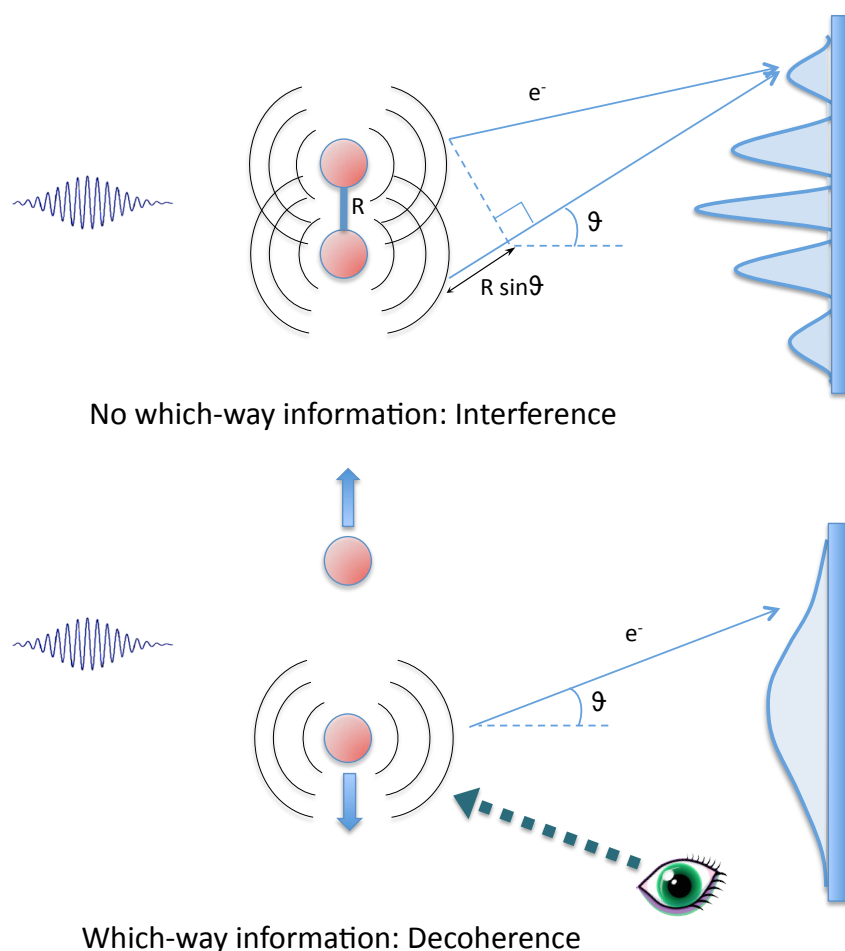 e-
R
ϑ
R sinϑ
No which-way information: Interference
e-
ϑ
Which-way information: Decoherence